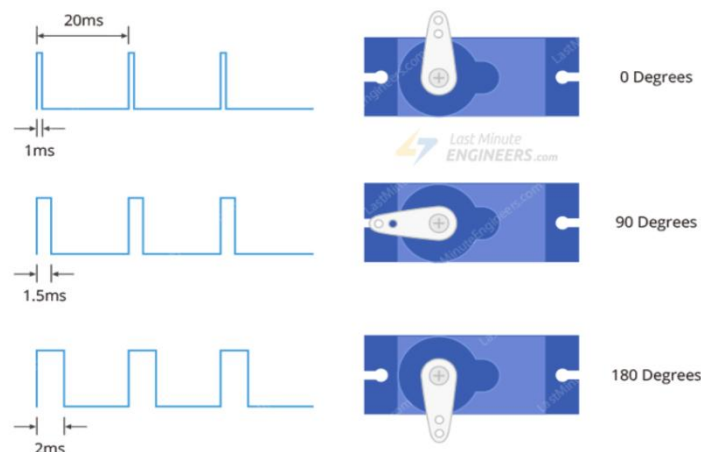 20ms
0 Degrees
1ms
Last Minute
ENGINEERS.com
90 Degrees
1.5ms
180 Degrees
2ms